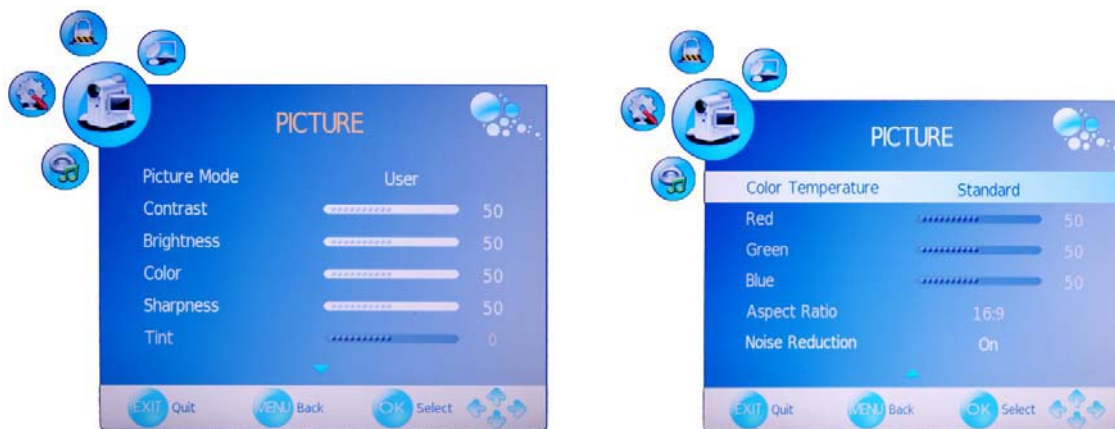 PICTURE
Picture Mode User
Contrast 50
Brightness 50
Color 50
Sharpness 50
Tint 0
EXIT Quit MENU Back OK Select
PICTURE
Color Temperature Standard
Red 50
Green 50
Blue 50
Aspect Ratio 16:9
Noise Reduction On
EXIT Quit MENU Back OK Select